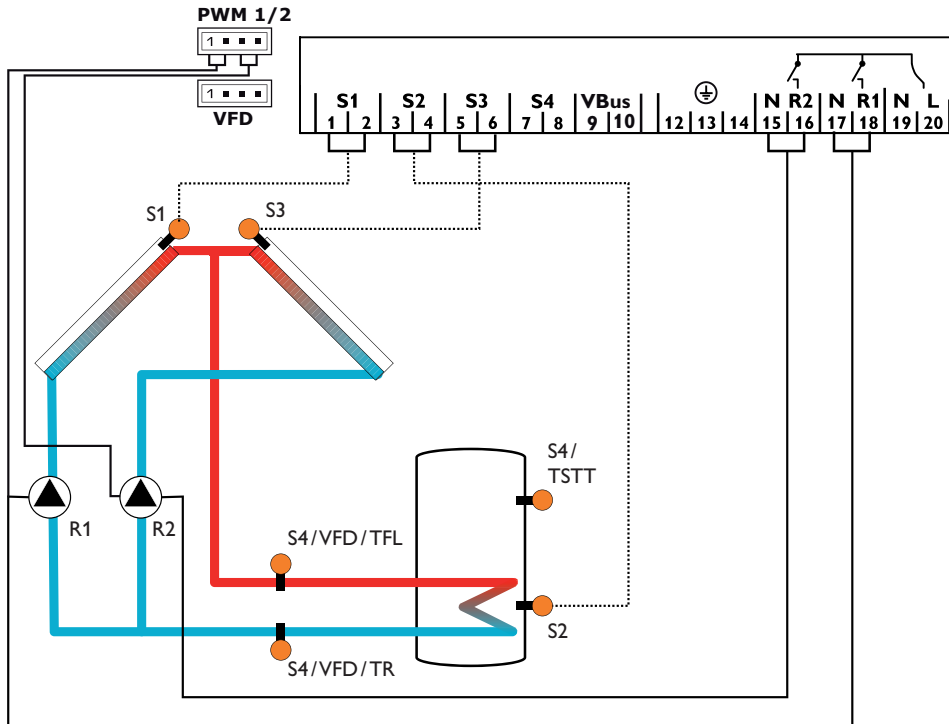 PWM 1/2
1
1
VFD
S1 S2 S3 S4 VBus N R2 N R1 N L
1 2 3 4 5 6 7 8 9 10 12 13 14 15 16 17 18 19 20
S1
S3
S4/
TSTT
R1
R2
S4/VFD/TFL
S2
S4/VFD/TR